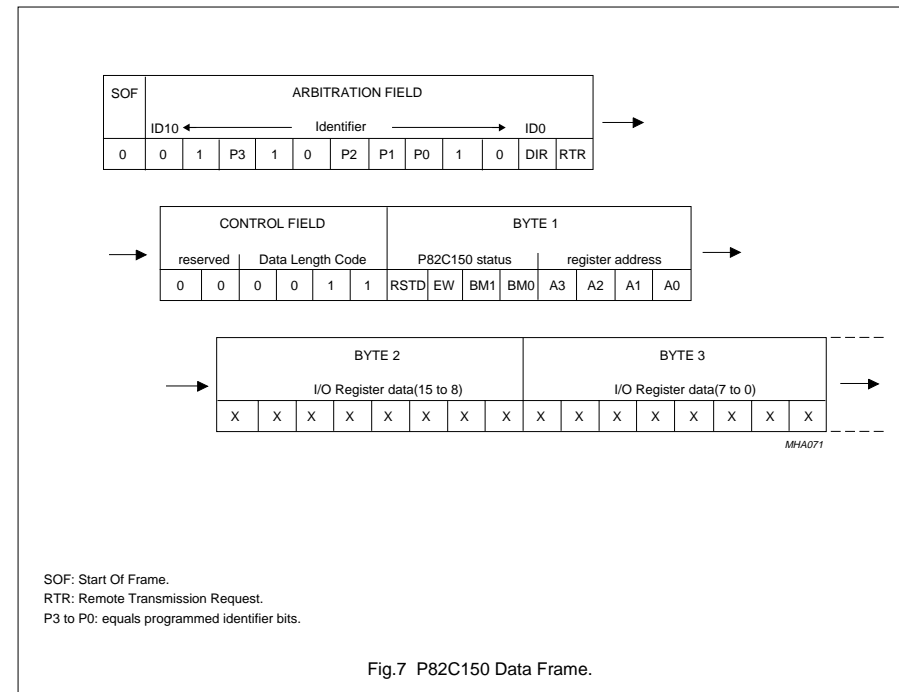 SOF ARBITRATION FIELD
ID10 Identifier ID0
0 0 1 P3 1 0 P2 P1 P0 1 0 DIR RTR
CONTROL FIELD BYTE 1
reserved Data Length Code P82C150 status register address
0 0 0 0 1 1 RSTD EW BM1 BM0 A3 A2 A1 A0
BYTE 2 BYTE 3
I/O Register data(15 to 8) I/O Register data(7 to 0)
X X X X X X X X X X X X X X X X
MHA071
SOF: Start Of Frame.
RTR: Remote Transmission Request.
P3 to P0: equals programmed identifier bits.
Fig.7 P82C150 Data Frame.